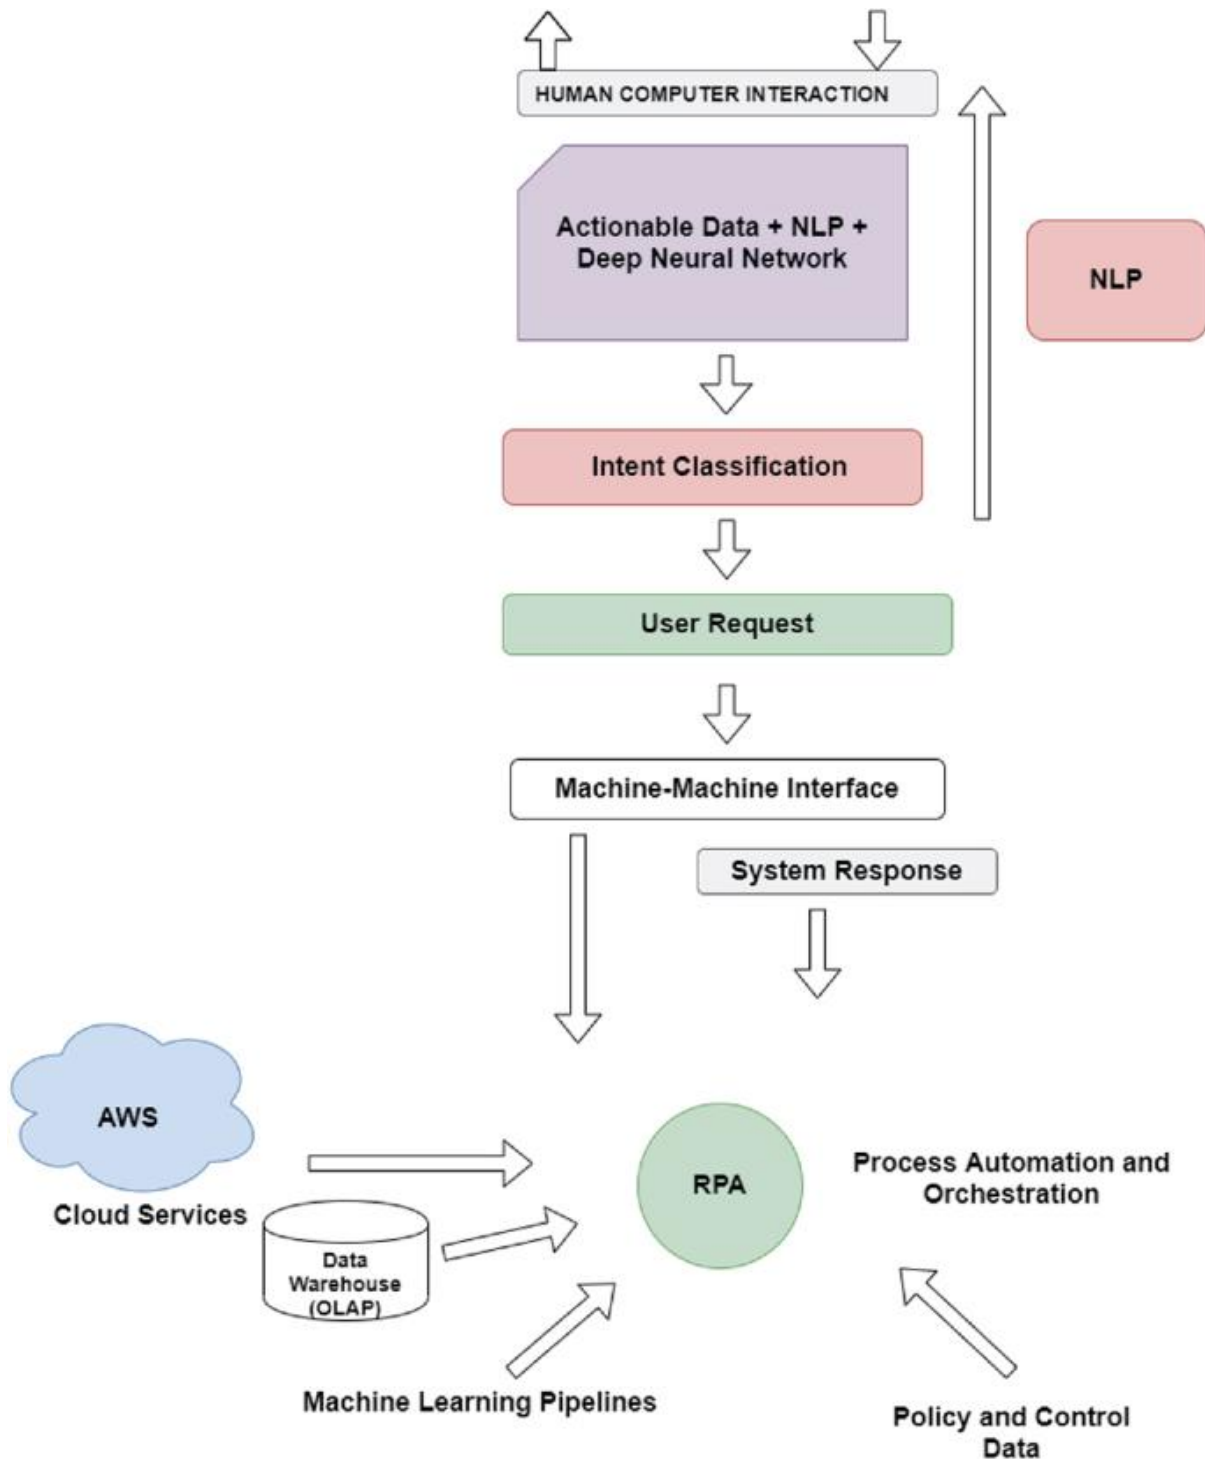 HUMAN COMPUTER INTERACTION
Actionable Data + NLP +
Deep Neural Network
NLP
Intent Classification
User Request
Machine-Machine Interface
System Response
AWS
Cloud Services
Data
Warehouse
(OLAP)
RPA
Process Automation and
Orchestration
Machine Learning Pipelines
Policy and Control
Data